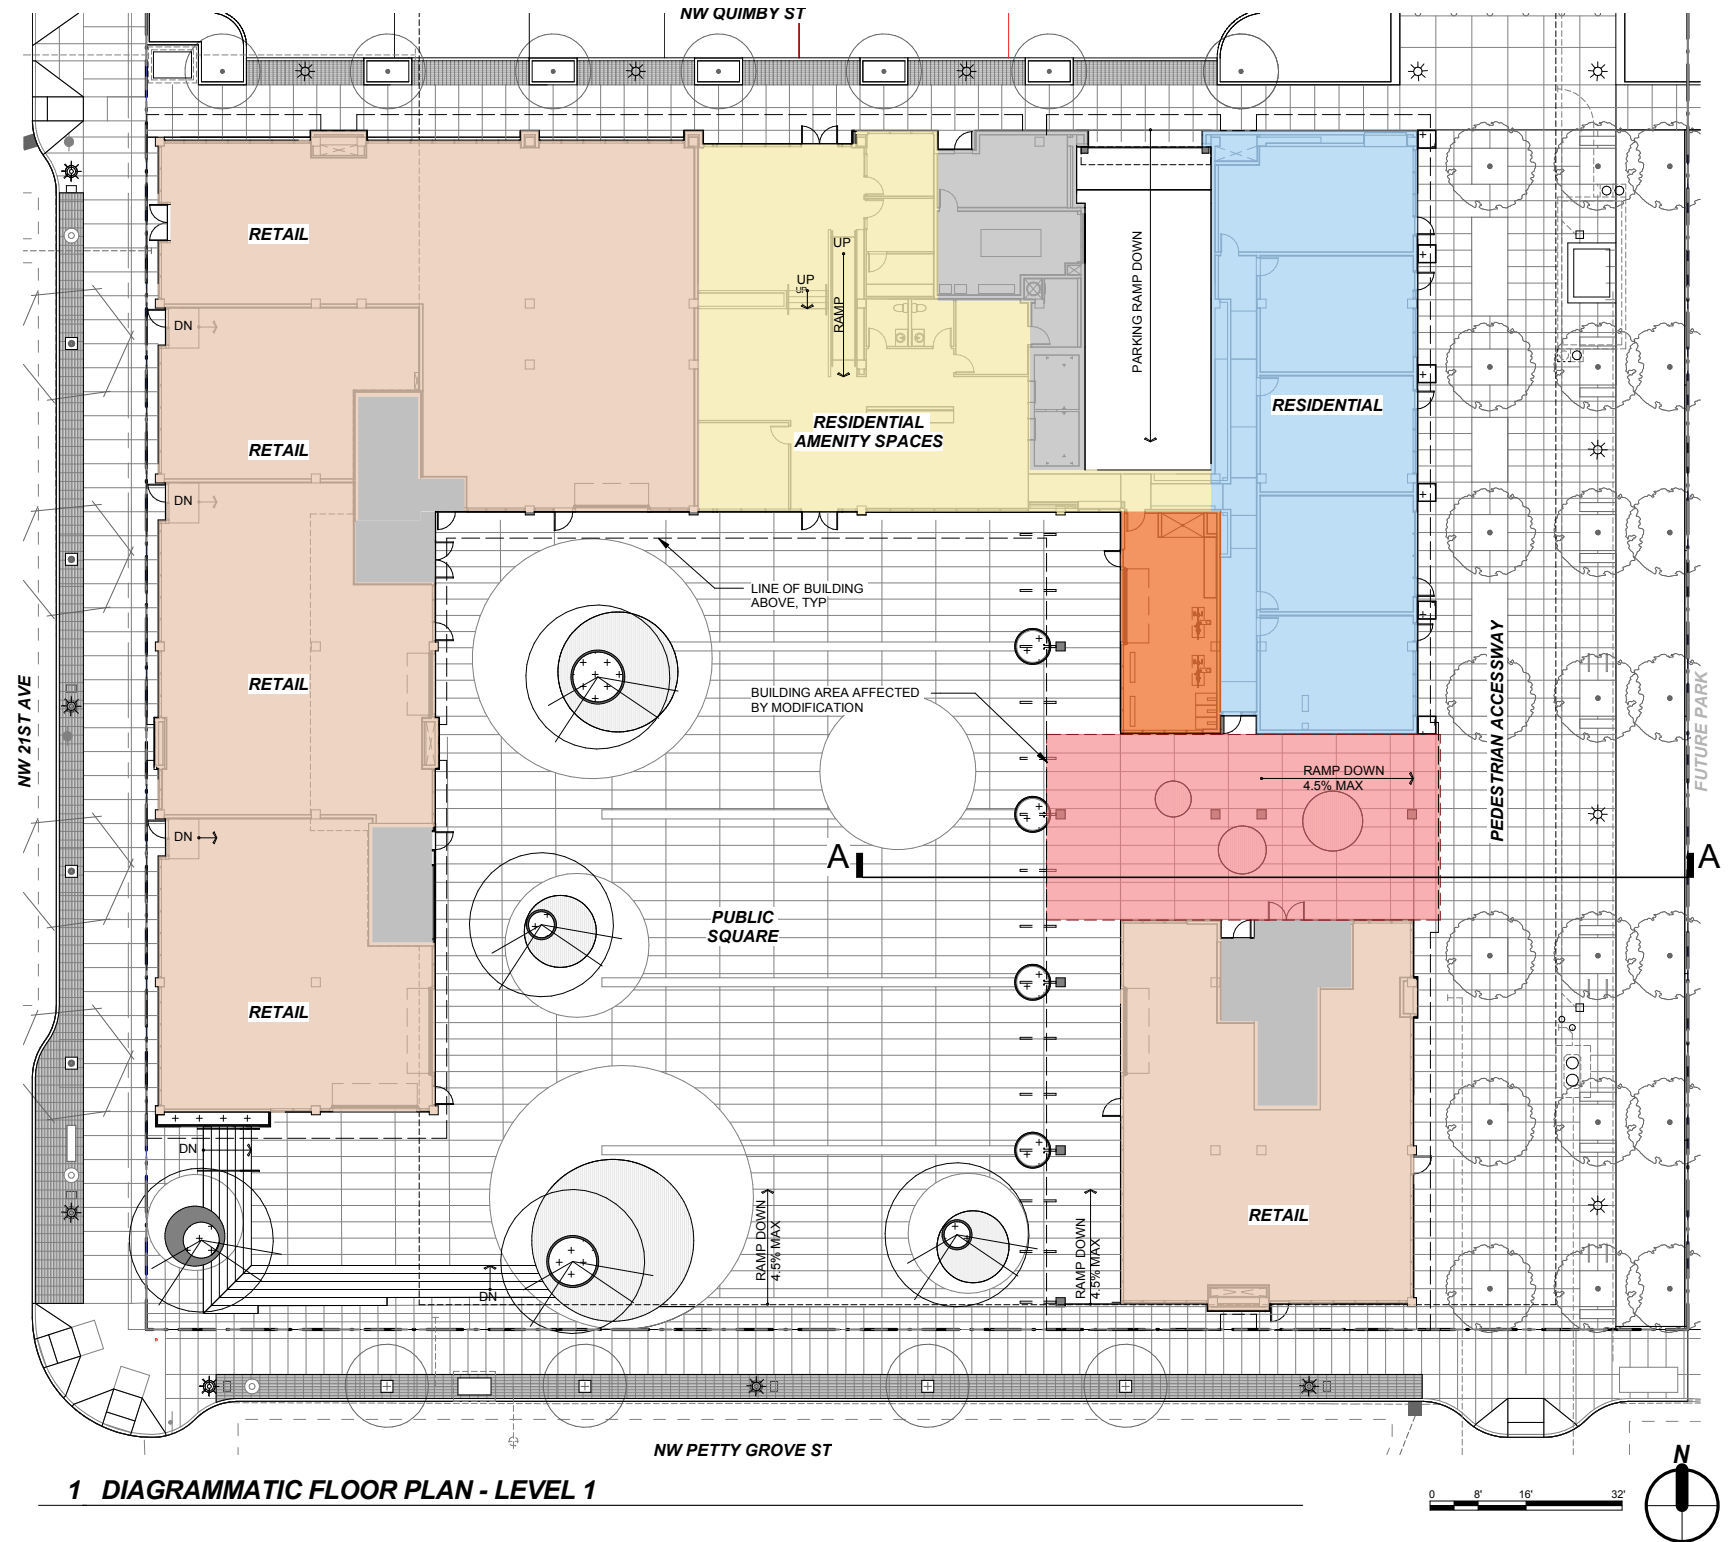 NW QUIMBY ST
RETAIL
UP
UP
UP
RAMP
PARKING RAMP DOWN
DN
RETAIL
RESIDENTIAL
AMENITY SPACES
RESIDENTIAL
DN
LINE OF BUILDING
ABOVE, TYP
RETAIL
BUILDING AREA AFFECTED
BY MODIFICATION
NW 21ST AVE
PEDESTRIAN ACCESSWAY
FUTURE PARK
RAMP DOWN
4.5% MAX
DN
A
A
PUBLIC
SQUARE
RETAIL
DN
RETAIL
RAMP DOWN
4.5% MAX
RAMP DOWN
4.5% MAX
DN
NW PETTY GROVE ST
N
1 DIAGRAMMATIC FLOOR PLAN - LEVEL 1
0 8' 16' 32'